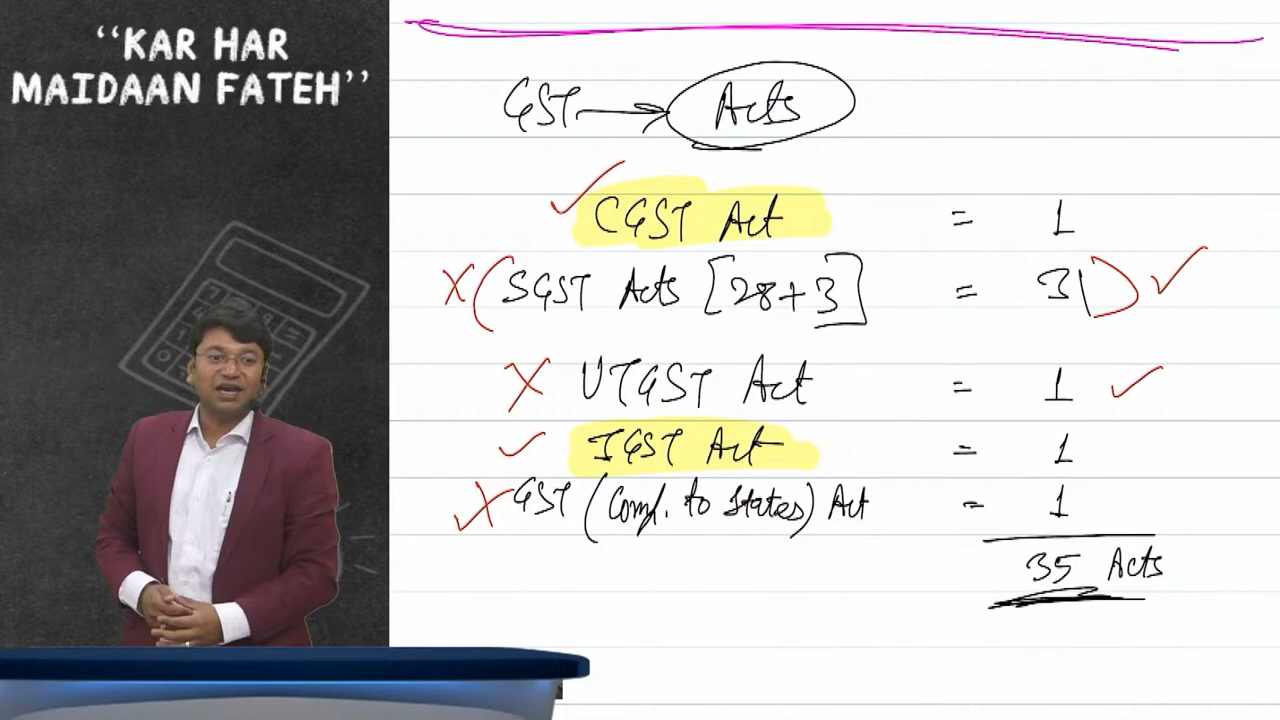 “KAR HAR
MAIDAAN FATEH”
GST → Acts
CGST Act = 1
SGST Acts [28+3] = 31
UTGST Act = 1
IGST Act = 1
GST (Comp. to States) Act = 1
35 Acts